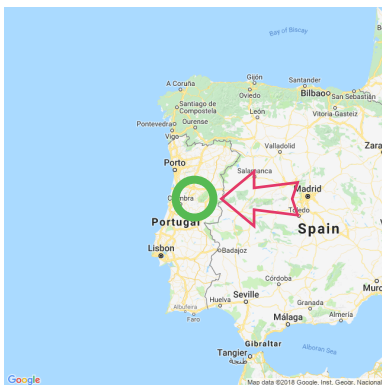 Bay of Biscay
A Coruña
Gijón
Santander
Oviedo
Bilbao
San Sebastián
Santiago de
Compostela
León
Vitoria-Gasteiz
Pontevedra
Ourense
Vigo
Valladolid
Zara
Porto
Salamanca
Madrid
Toledo
Portugal
Spain
Lisbon
Badajoz
Córdoba
Murc
Albufeira
Huelva
Seville
Granada
Faro
Málaga
Almería
Gibraltar
Tangier
Alboran Sea
Google
Map data ©2018 Google, Inst. Geogr. Nacional